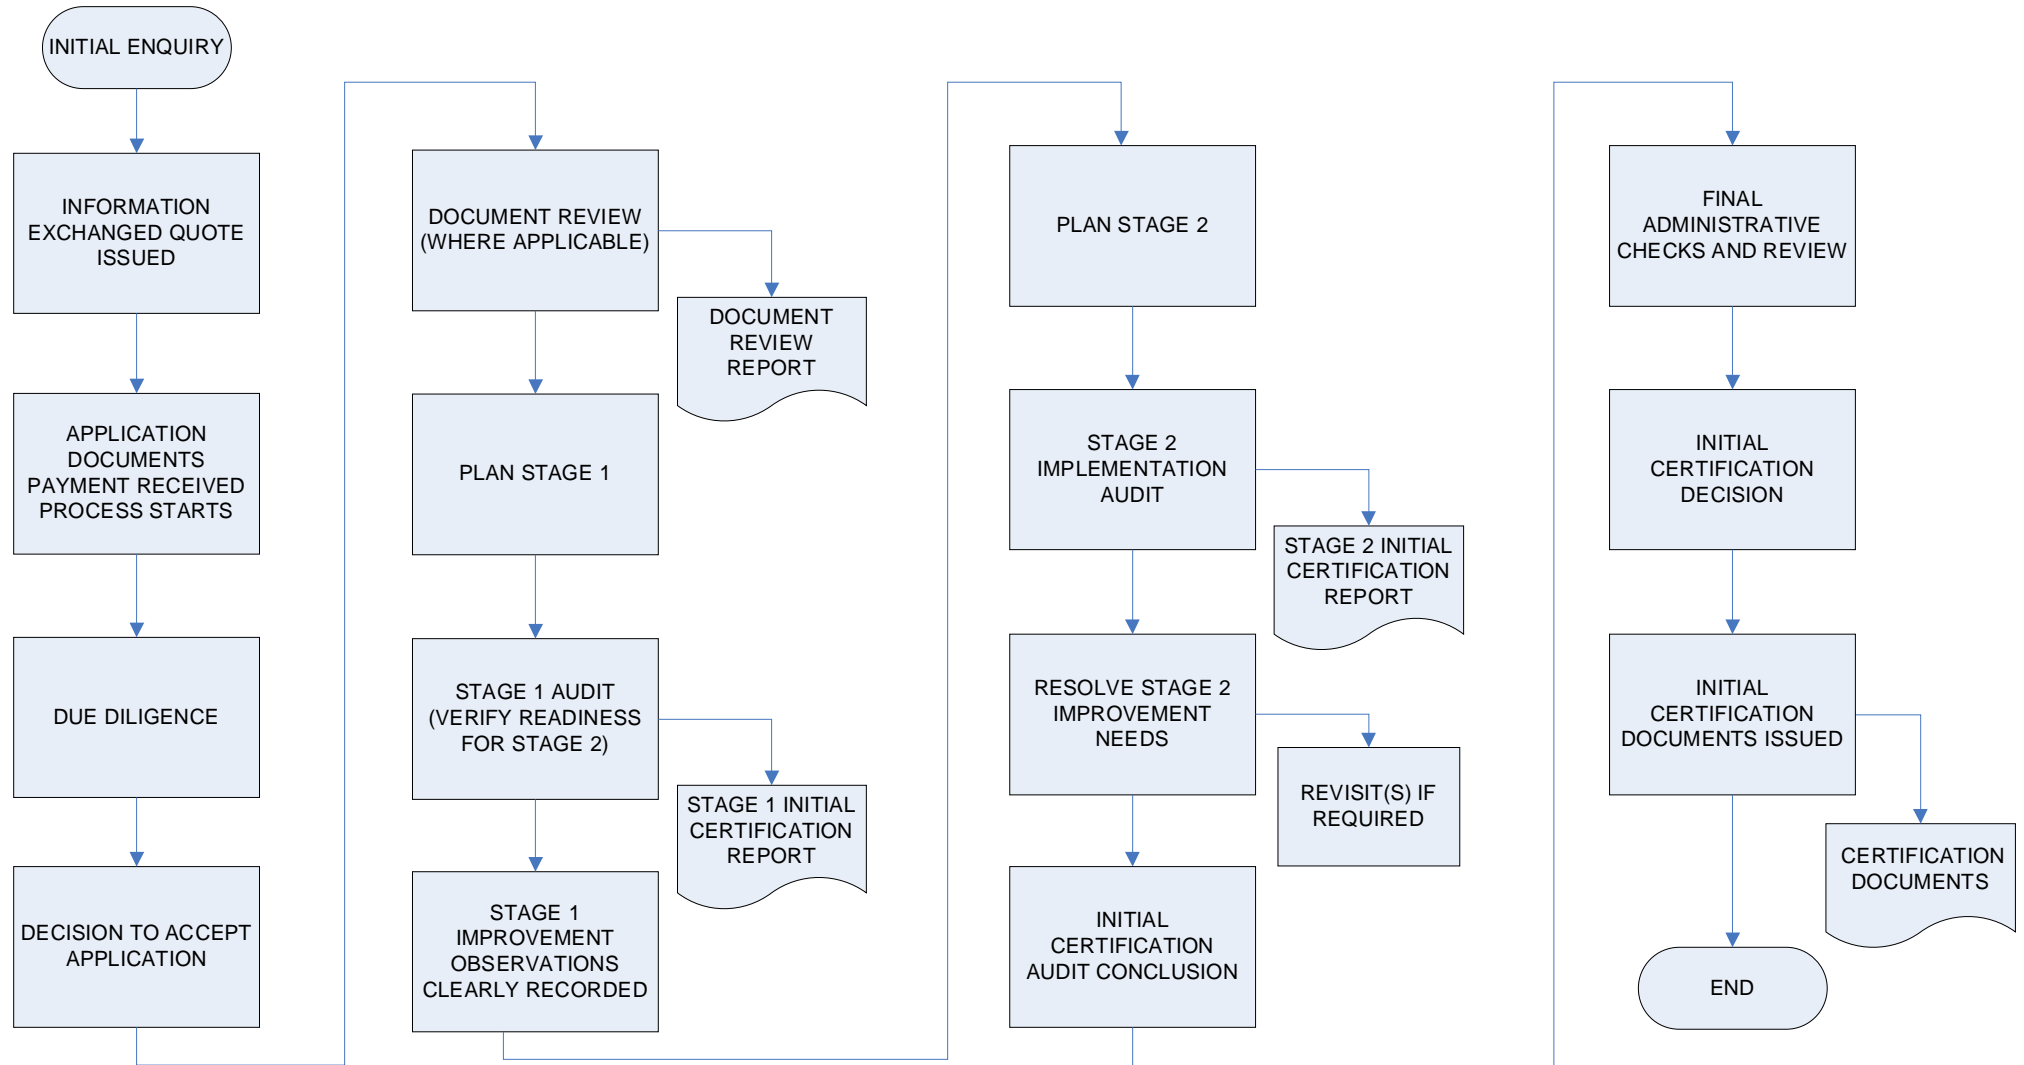 INITIAL ENQUIRY
INFORMATION
EXCHANGED QUOTE
ISSUED
APPLICATION
DOCUMENTS
PAYMENT RECEIVED
PROCESS STARTS
DUE DILIGENCE
DECISION TO ACCEPT
APPLICATION
DOCUMENT REVIEW
(WHERE APPLICABLE)
DOCUMENT
REVIEW
REPORT
PLAN STAGE 1
STAGE 1 AUDIT
(VERIFY READINESS
FOR STAGE 2)
STAGE 1 INITIAL
CERTIFICATION
REPORT
STAGE 1
IMPROVEMENT
OBSERVATIONS
CLEARLY RECORDED
PLAN STAGE 2
STAGE 2
IMPLEMENTATION
AUDIT
STAGE 2 INITIAL
CERTIFICATION
REPORT
RESOLVE STAGE 2
IMPROVEMENT
NEEDS
REVISIT(S) IF
REQUIRED
INITIAL
CERTIFICATION
AUDIT CONCLUSION
FINAL
ADMINISTRATIVE
CHECKS AND REVIEW
INITIAL
CERTIFICATION
DECISION
INITIAL
CERTIFICATION
DOCUMENTS ISSUED
CERTIFICATION
DOCUMENTS
END